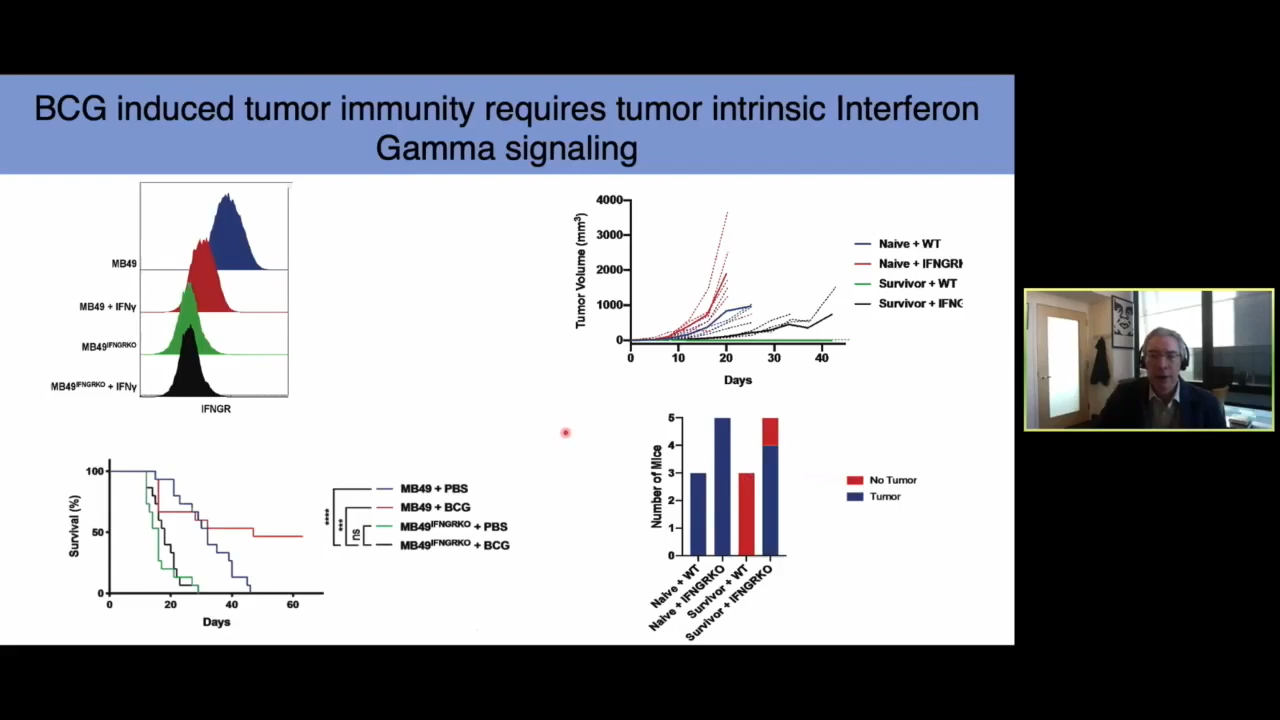 BCG induced tumor immunity requires tumor intrinsic Interferon
Gamma signaling
MB49
MB49 + IFNγ
MB49IFNGRKO
MB49IFNGRKO + IFNγ
IFNGR
Tumor Volume (mm3)
4000
3000
2000
1000
0
0 10 20 30 40
Days
Naive + WT
Naive + IFNGRI
Survivor + WT
Survivor + IFNG
Survival (%)
100
50
0
0 20 40 60
Days
**** *** ns
MB49 + PBS
MB49 + BCG
MB49IFNGRKO + PBS
MB49IFNGRKO + BCG
Number of Mice
5
4
3
2
1
0
Naive + WT
Naive + IFNGRKO
Survivor + WT
Survivor + IFNGRKO
No Tumor
Tumor